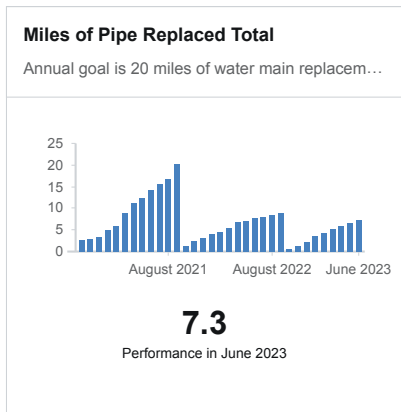 Miles of Pipe Replaced Total
Annual goal is 20 miles of water main replacem…
25
20
15
10
5
0
August 2021 August 2022 June 2023
7.3
Performance in June 2023